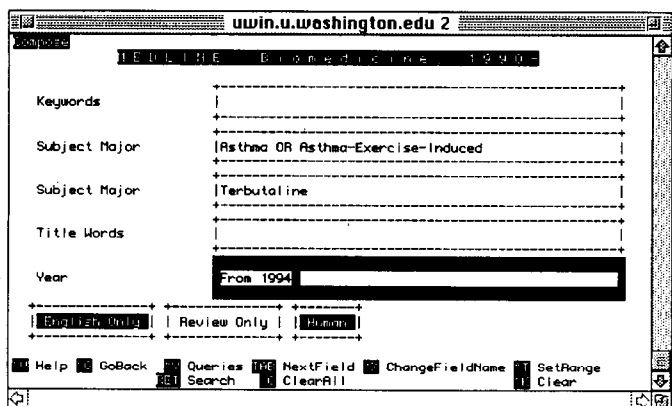 uwin.u.washington.edu 2
Compose
MEDLINE Biomedicine 1990-
Keywords
Subject Major |Asthma OR Asthma-Exercise-Induced
Subject Major |Terbutaline
Title Words
Year From 1994
English Only | Review Only | Human
Help GoBack Queries NextField ChangeFieldName SetRange
RET Search ClearAll Clear